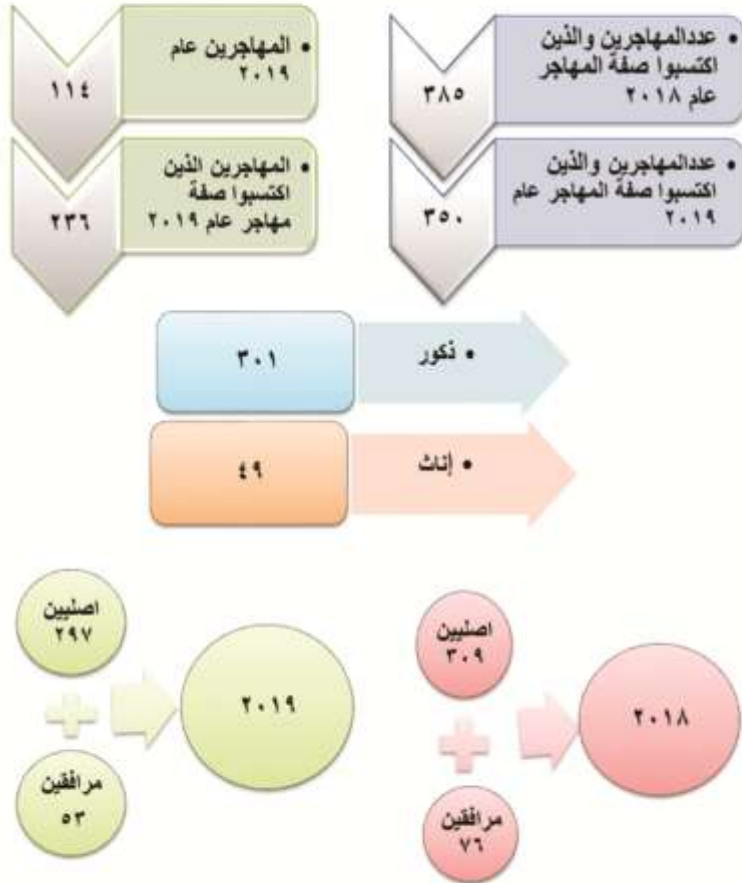 • عددالمهاجرين والذين
اكتسبوا صفة المهاجر
عام ٢٠١٨
٣٨٥
• عددالمهاجرين والذين
اكتسبوا صفة المهاجر عام
٢٠١٩
٣٥٠
• المهاجرين عام
٢٠١٩
١١٤
• المهاجرين الذين
اكتسبوا صفة
مهاجر عام ٢٠١٩
٢٣٦
• ذكور
٣٠١
• أناث
٤٩
اصليين
٣٠٩
مرافقين
٧٦
٢٠١٨
اصليين
٢٩٧
مرافقين
٥٣
٢٠١٩